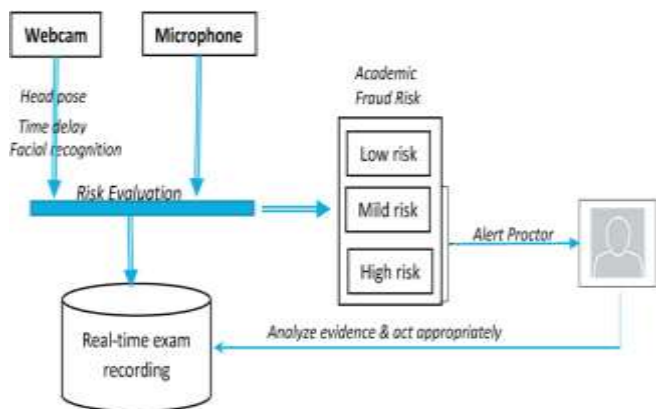 Webcam
Microphone
Head pose
Time delay
Facial recognition
Risk Evaluation
Academic
Fraud Risk
Low risk
Mild risk
High risk
Alert Proctor
Analyze evidence & act appropriately
Real-time exam
recording